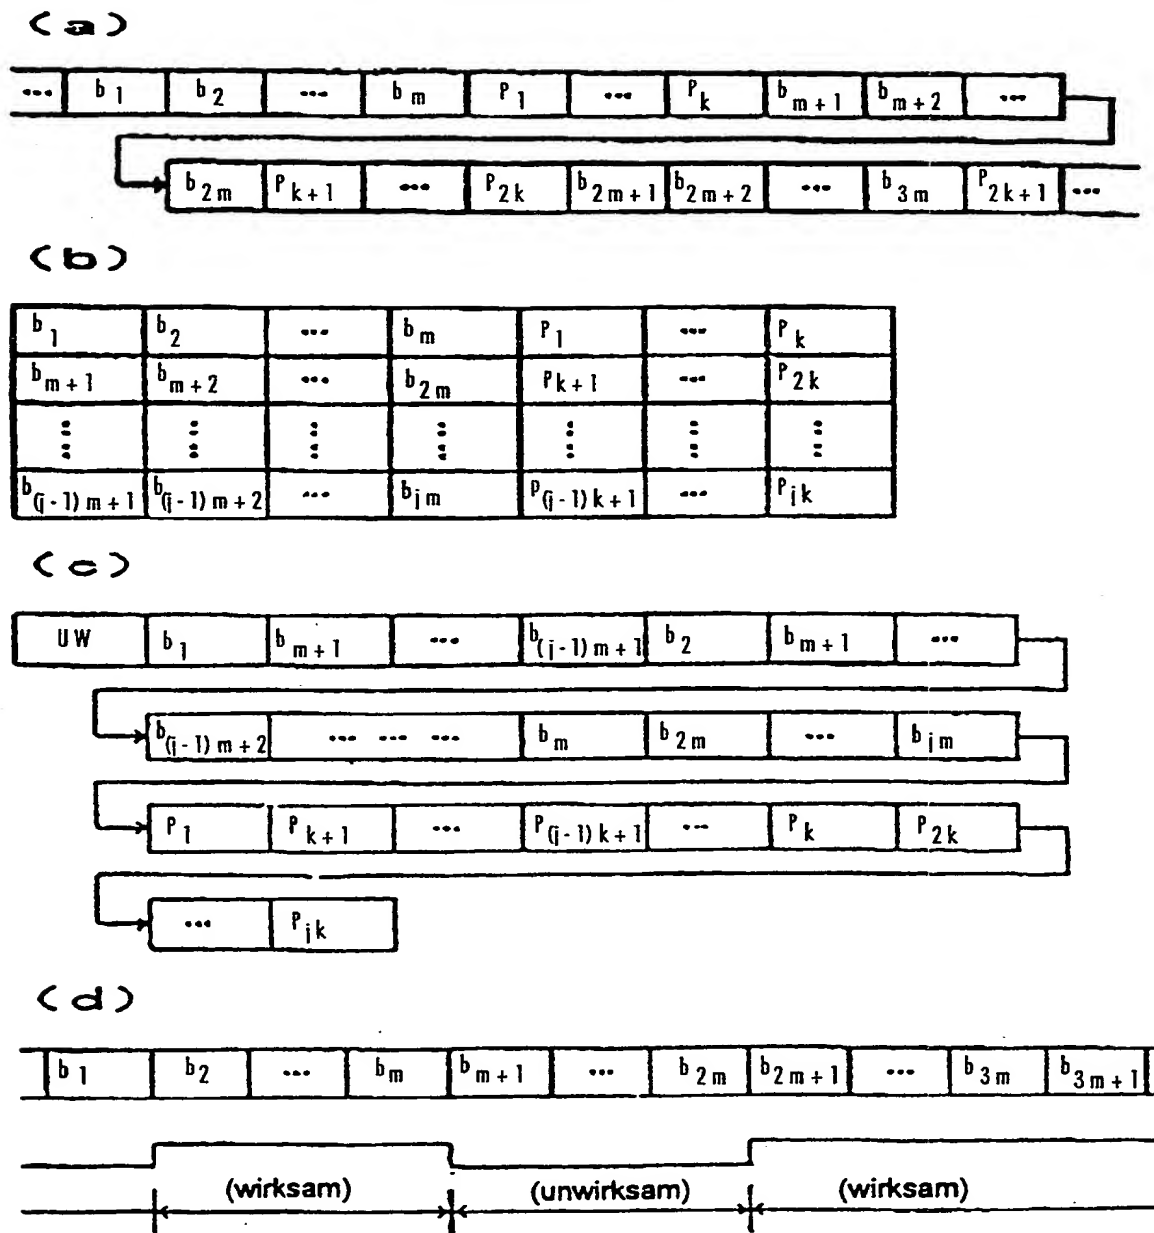 (a)
... b1 b2 ... bm P1 ... Pk bm+1 bm+2 ...
b2m Pk+1 ... P2k b2m+1 b2m+2 ... b3m P2k+1 ...
(b)
b1 b2 ... bm P1 ... Pk
bm+1 bm+2 ... b2m Pk+1 ... P2k
⋮ ⋮ ⋮ ⋮ ⋮ ⋮ ⋮
b(j-1)m+1 b(j-1)m+2 ... bjm P(j-1)k+1 ... Pjk
(c)
UW b1 bm+1 ... b(j-1)m+1 b2 bm+1 ...
b(j-1)m+2 ... ... ... bm b2m ... bjm
P1 Pk+1 ... P(j-1)k+1 ... Pk P2k
... Pjk
(d)
b1 b2 ... bm bm+1 ... b2m b2m+1 ... b3m b3m+1
(wirksam) (unwirksam) (wirksam)